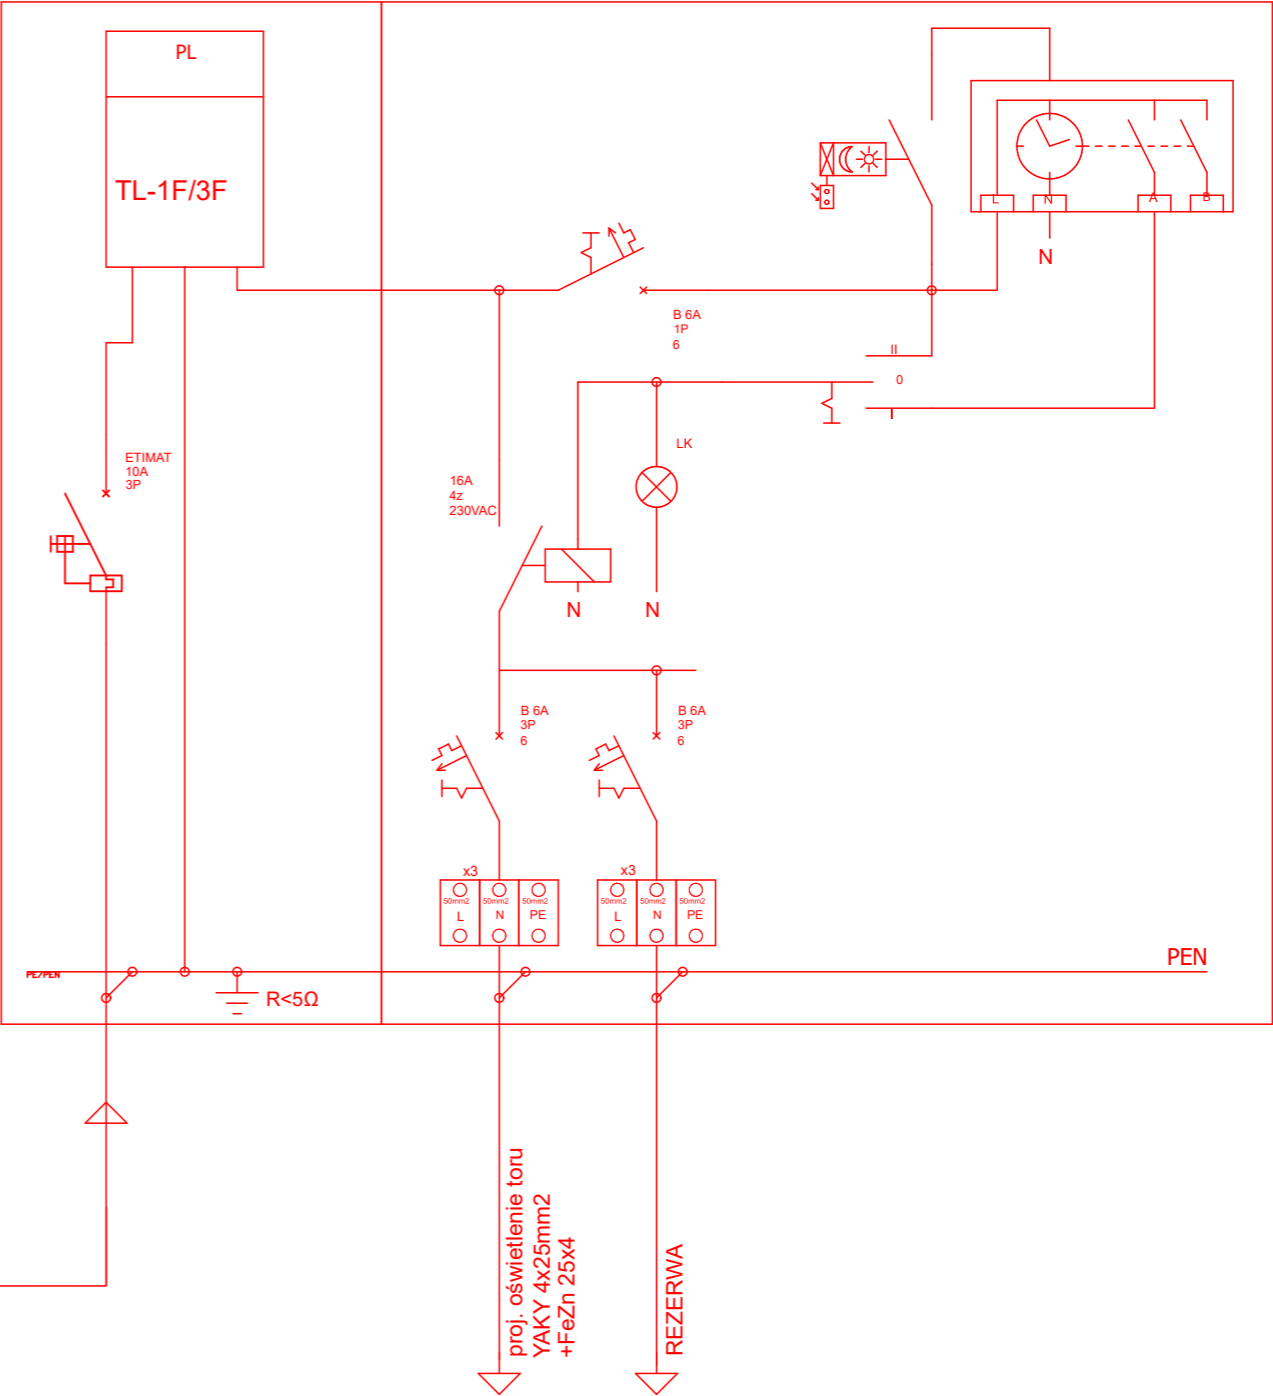 PL
TL-1F/3F
L
N
A
B
N
B 6A
1P
6
II
0
I
LK
ETIMAT
10A
3P
16A
4z
230VAC
N
N
B 6A
3P
6
B 6A
3P
6
x3
50mm2
50mm2
50mm2
L
N
PE
x3
50mm2
50mm2
50mm2
L
N
PE
PE/PEN
PEN
R<5Ω
proj. oświetlenie toru
YAKY 4x25mm2
+FeZn 25x4
REZERWA